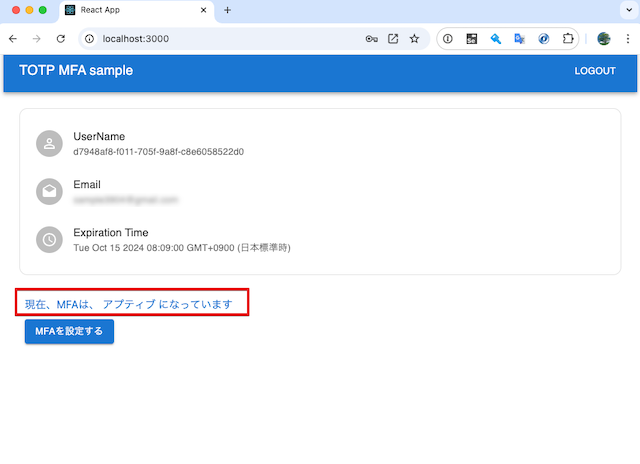 React App
localhost:3000
TOTP MFA sample
LOGOUT
UserName
d7948af8-f011-705f-9a8f-c8e6058522d0
Email
Expiration Time
Tue Oct 15 2024 08:09:00 GMT+0900 (日本標準時)
現在、MFAは、 アプティブ になっています
MFAを設定する